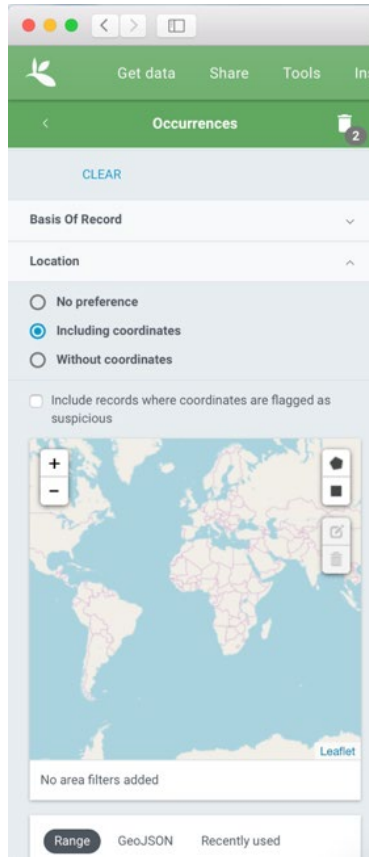 Get data Share Tools In
Occurrences
2
CLEAR
Basis Of Record
Location
No preference
Including coordinates
Without coordinates
Include records where coordinates are flagged as
suspicious
+
−
Leaflet
No area filters added
Range GeoJSON Recently used